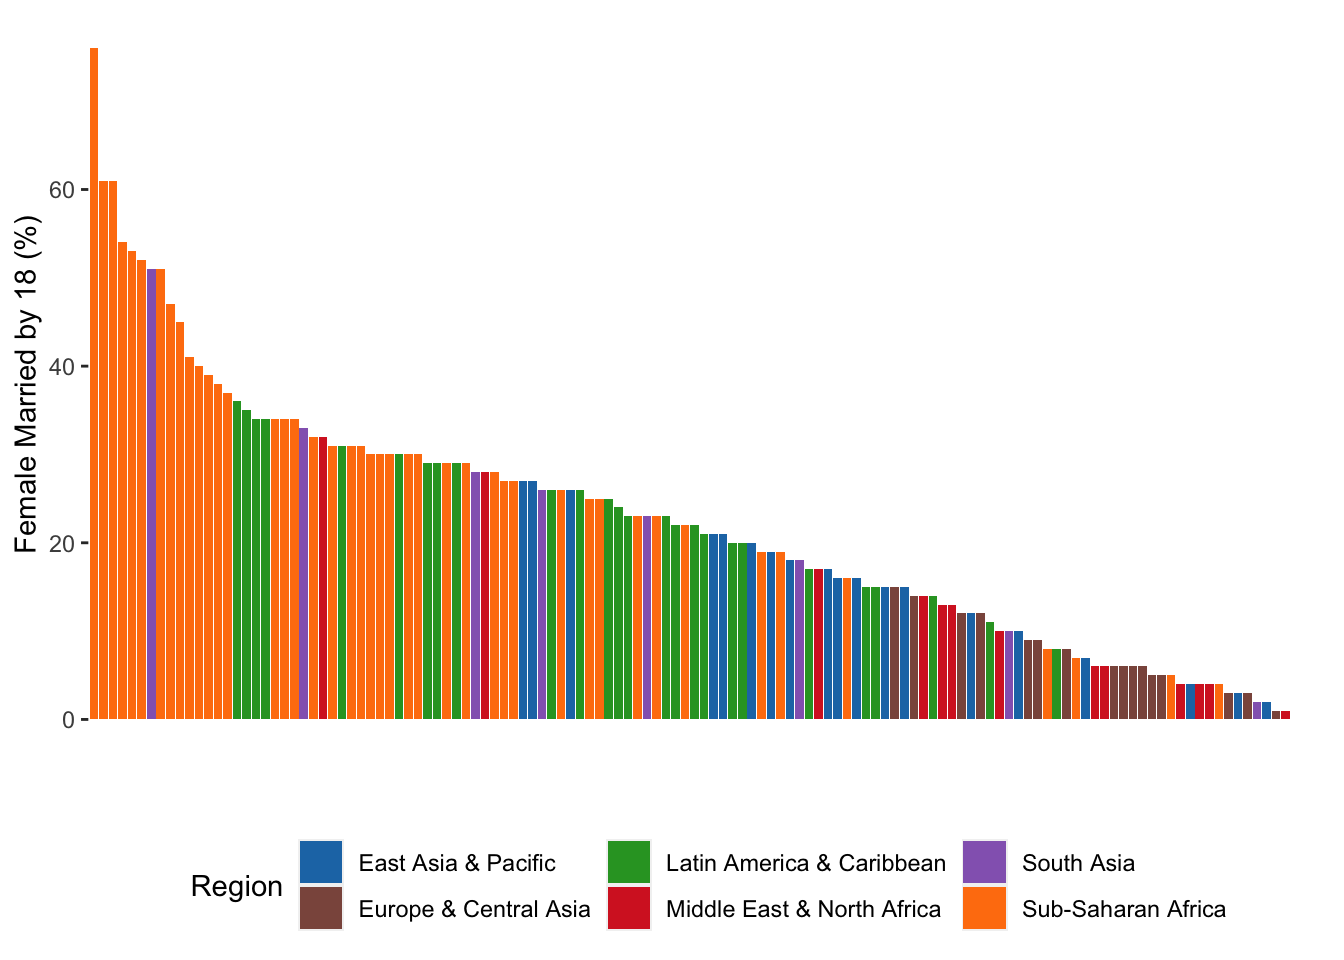 60
40
20
0
Female Married by 18 (%)
Region
East Asia & Pacific
Latin America & Caribbean
South Asia
Europe & Central Asia
Middle East & North Africa
Sub-Saharan Africa